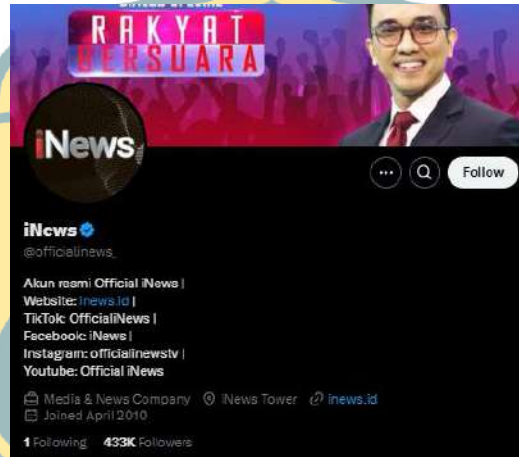 RAKYAT
BERSUARA
iNews
Follow
iNews
@officialinews_
Akun resmi Official iNews |
Website: inews.id |
TikTok: OfficialiNews |
Facebook: iNews |
Instagram: officialinewstv |
Youtube: Official iNews
Media & News Company iNews Tower inews.id
Joined April 2010
1 Following 433K Followers